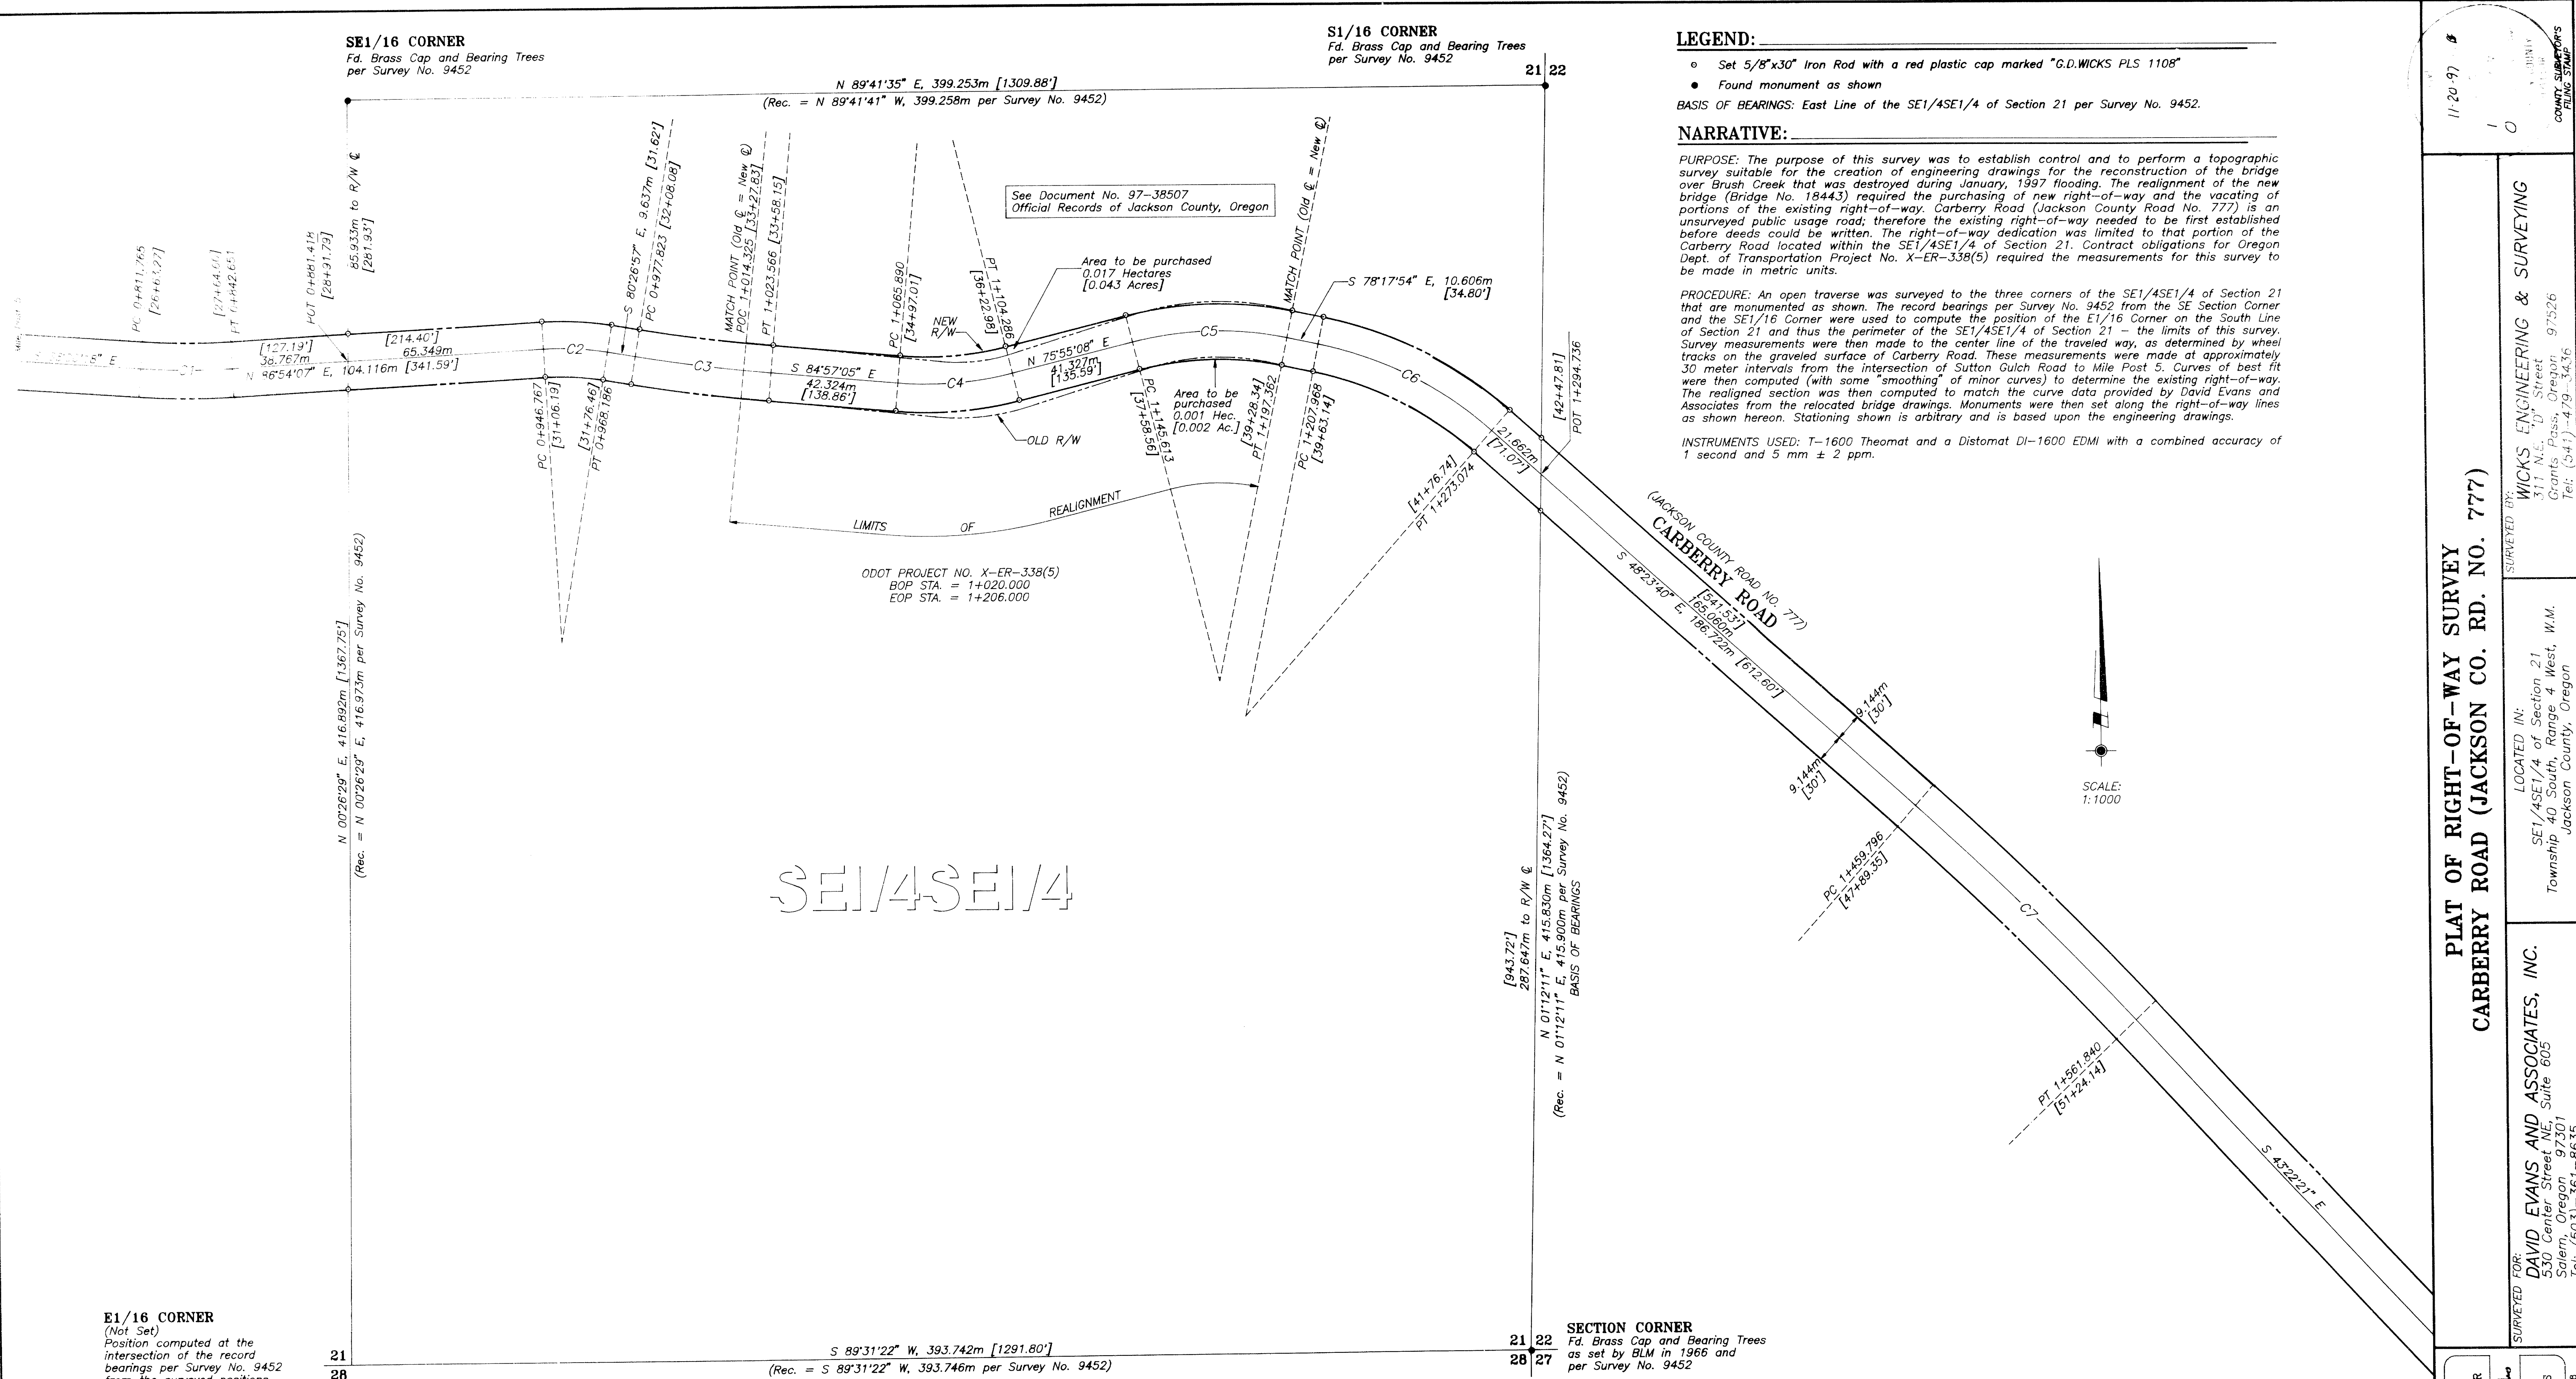 SE1/16 CORNER
Fd. Brass Cap and Bearing Trees
per Survey No. 9452
S1/16 CORNER
Fd. Brass Cap and Bearing Trees
per Survey No. 9452
21 22
N 89°41'35" E, 399.253m [1309.88']
(Rec. = N 89°41'41" W, 399.258m per Survey No. 9452)
LEGEND:
Set 5/8"x30" Iron Rod with a red plastic cap marked "G.D.WICKS PLS 1108"
Found monument as shown
BASIS OF BEARINGS: East Line of the SE1/4SE1/4 of Section 21 per Survey No. 9452.
NARRATIVE:
PURPOSE: The purpose of this survey was to establish control and to perform a topographic
survey suitable for the creation of engineering drawings for the reconstruction of the bridge
over Brush Creek that was destroyed during January, 1997 flooding. The realignment of the new
bridge (Bridge No. 18443) required the purchasing of new right-of-way and the vacating of
portions of the existing right-of-way. Carberry Road (Jackson County Road No. 777) is an
unsurveyed public usage road; therefore the existing right-of-way needed to be first established
before deeds could be written. The right-of-way dedication was limited to that portion of the
Carberry Road located within the SE1/4SE1/4 of Section 21. Contract obligations for Oregon
Dept. of Transportation Project No. X-ER-338(5) required the measurements for this survey to
be made in metric units.
PROCEDURE: An open traverse was surveyed to the three corners of the SE1/4SE1/4 of Section 21
that are monumented as shown. The record bearings per Survey No. 9452 from the SE Section Corner
and the SE1/16 Corner were used to compute the position of the E1/16 Corner on the South Line
of Section 21 and thus the perimeter of the SE1/4SE1/4 of Section 21 - the limits of this survey.
Survey measurements were then made to the center line of the traveled way, as determined by wheel
tracks on the graveled surface of Carberry Road. These measurements were made at approximately
30 meter intervals from the intersection of Sutton Gulch Road to Mile Post 5. Curves of best fit
were then computed (with some "smoothing" of minor curves) to determine the existing right-of-way.
The realigned section was then computed to match the curve data provided by David Evans and
Associates from the relocated bridge drawings. Monuments were then set along the right-of-way lines
as shown hereon. Stationing shown is arbitrary and is based upon the engineering drawings.
INSTRUMENTS USED: T-1600 Theomat and a Distomat DI-1600 EDMI with a combined accuracy of
1 second and 5 mm ± 2 ppm.
PC 0+811.765
[26+63.27]
PT 0+842.651
POT 0+881.418
[28+91.79]
85.933m to R/W ℄
[281.93']
S 80°26'57" E, 9.637m [31.62']
PC 0+977.823 [32+08.08]
MATCH POINT (Old ℄ = New ℄)
POC 1+014.325 [33+27.83]
PT 1+023.566 [33+58.15]
PC 1+065.890
[34+97.01]
PT 1+104.286
[36+22.98]
See Document No. 97-38507
Official Records of Jackson County, Oregon
Area to be purchased
0.017 Hectares
[0.043 Acres]
MATCH POINT (Old ℄ = New ℄)
S 78°17'54" E, 10.606m
[34.80']
NEW
R/W
[127.19']
38.767m
[214.40']
65.349m
N 86°54'07" E, 104.116m [341.59']
C1
C2
C3
S 84°57'05" E
42.324m
[138.86']
C4
N 75°55'08" E
41.327m
[135.59']
C5
C6
OLD R/W
Area to be
purchased
0.001 Hec.
[0.002 Ac.]
PC 0+946.767
[31+06.19]
[31+76.46]
PT 0+968.186
PC 1+145.613
[37+58.56]
[39+28.34]
PT 1+197.362
PC 1+207.968
[39+63.14]
[41+76.74]
PT 1+273.074
21.662m
[71.07']
[42+47.81]
POT 1+294.736
LIMITS OF REALIGNMENT
ODOT PROJECT NO. X-ER-338(5)
BOP STA. = 1+020.000
EOP STA. = 1+206.000
(JACKSON COUNTY ROAD NO. 777)
CARBERRY ROAD
[541.53']
165.060m
S 48°23'40" E, 186.722m [612.60']
9.144m
[30']
9.144m
[30']
PC 1+459.796
[47+89.35]
C7
PT 1+561.840
[51+24.14]
S 43°22'21" E
SCALE:
1:1000
N 00°26'29" E, 416.892m [1367.75']
(Rec. = N 00°26'29" E, 416.973m per Survey No. 9452)
SE1/4SE1/4
[943.72']
287.647m to R/W ℄
N 01°12'11" E, 415.830m [1364.27']
(Rec. = N 01°12'11" E, 415.900m per Survey No. 9452)
BASIS OF BEARINGS
E1/16 CORNER
(Not Set)
Position computed at the
intersection of the record
bearings per Survey No. 9452
from the surveyed positions
21
28
S 89°31'22" W, 393.742m [1291.80']
(Rec. = S 89°31'22" W, 393.746m per Survey No. 9452)
21 22
28 27
SECTION CORNER
Fd. Brass Cap and Bearing Trees
as set by BLM in 1966 and
per Survey No. 9452
11-20-97
COUNTY SURVEYOR'S
FILING STAMP
PLAT OF RIGHT-OF-WAY SURVEY
CARBERRY ROAD (JACKSON CO. RD. NO. 777)
SURVEYED BY:
WICKS ENGINEERING & SURVEYING
311 N.E. "D" Street
Grants Pass, Oregon 97526
Tel: (541)-479-3436
LOCATED IN:
SE1/4SE1/4 of Section 21
Township 40 South, Range 4 West, W.M.
Jackson County, Oregon
SURVEYED FOR:
DAVID EVANS AND ASSOCIATES, INC.
530 Center Street NE, Suite 605
Salem, Oregon 97301
Tel: (503)-361-8635